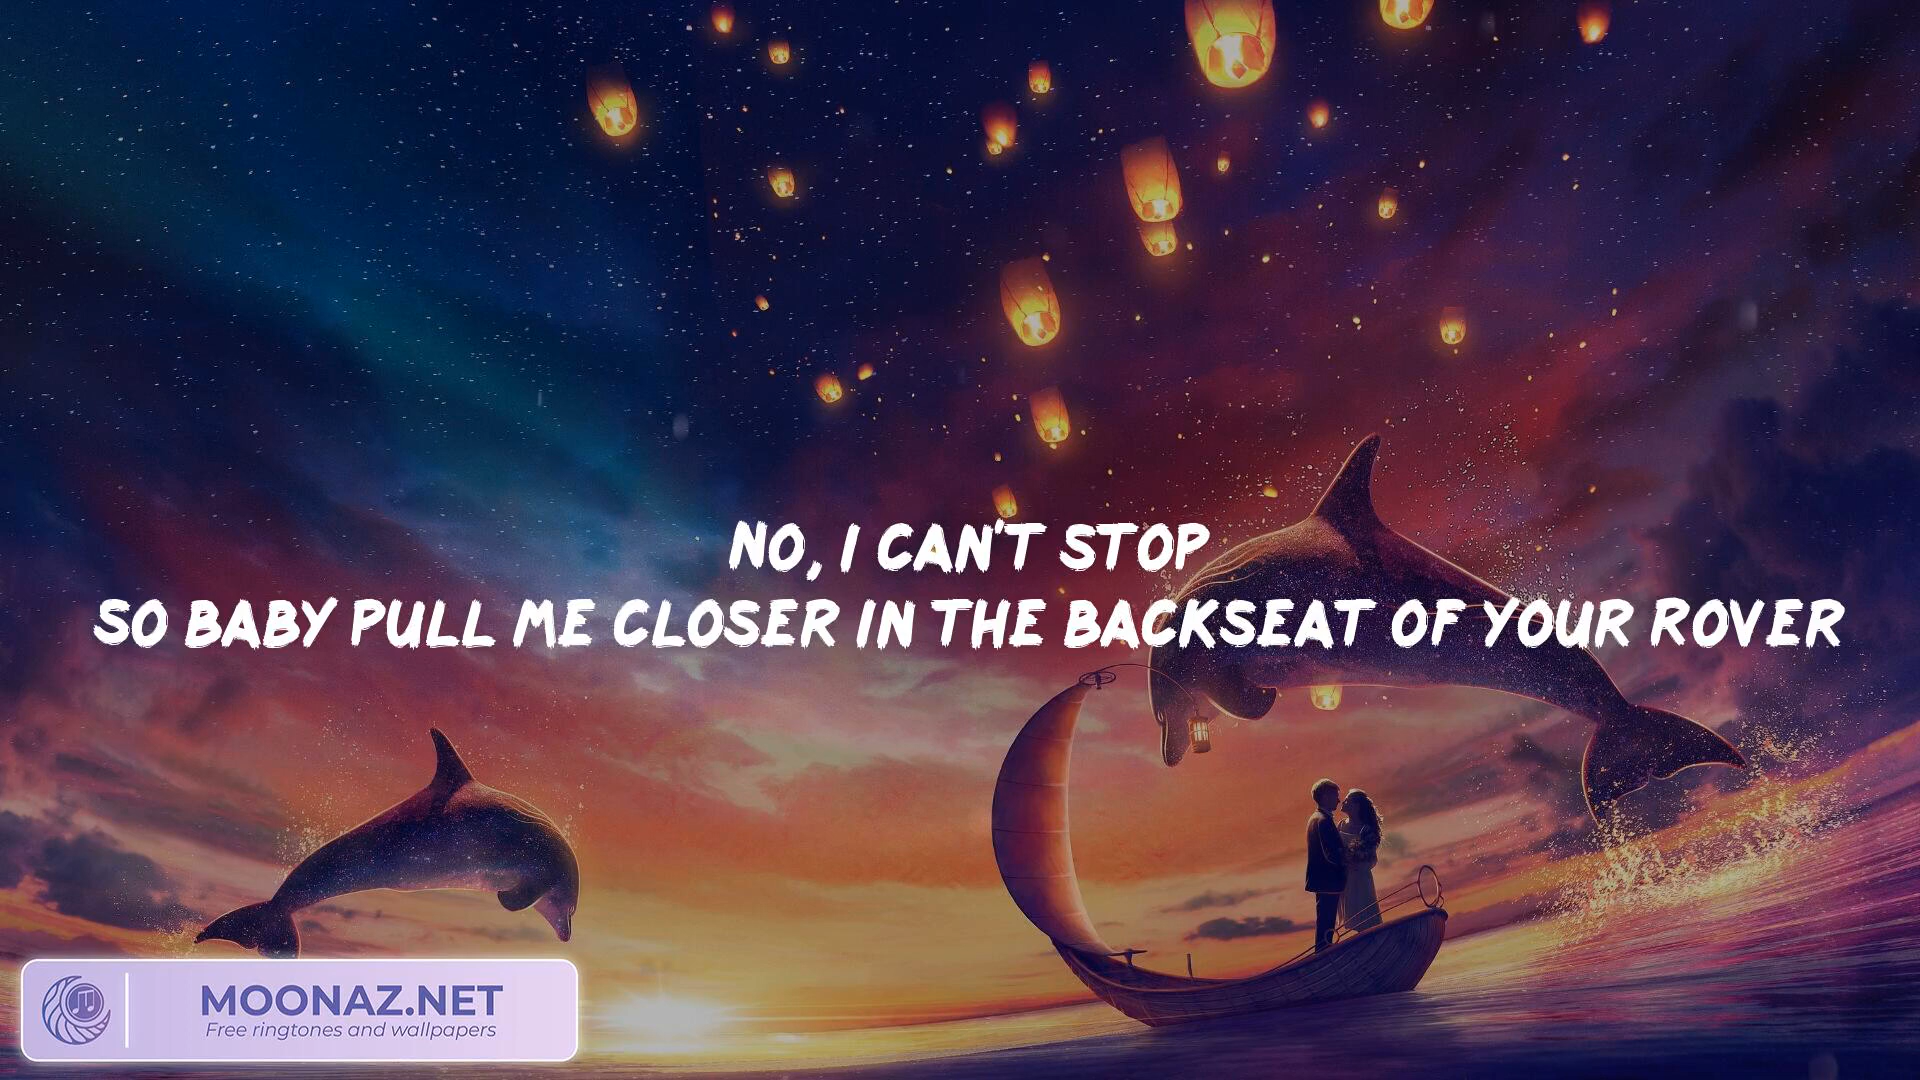 NO, I CAN'T STOP
SO BABY PULL ME CLOSER IN THE BACKSEAT OF YOUR ROVER
MOONAZ.NET
Free ringtones and wallpapers